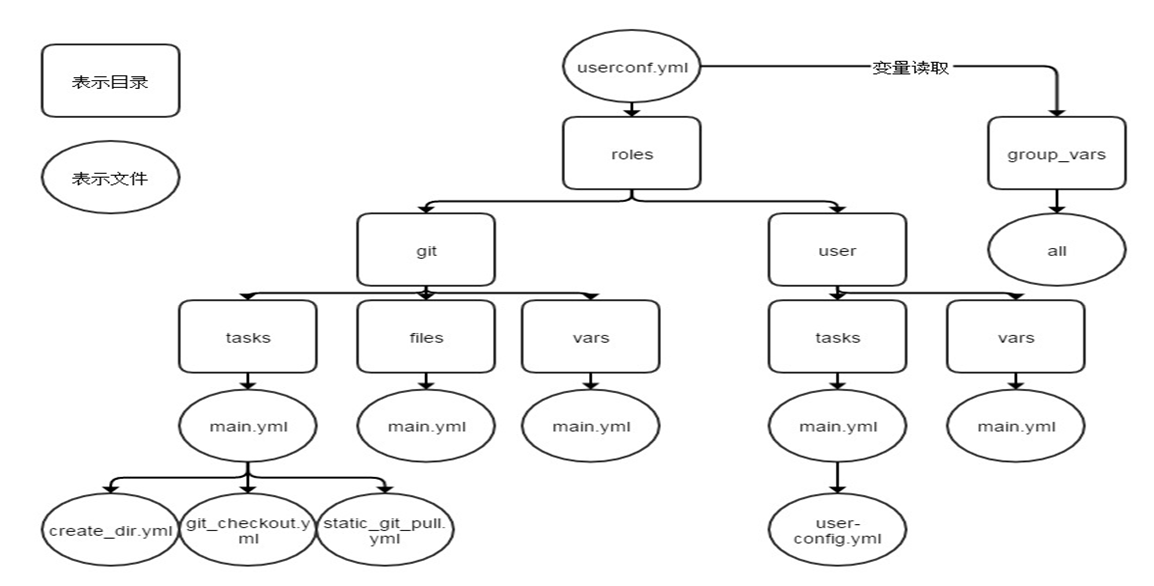 表示目录
表示文件
userconf.yml
变量读取
roles
group_vars
git
user
all
tasks
files
vars
tasks
vars
main.yml
main.yml
main.yml
main.yml
main.yml
create_dir.yml
git_checkout.y
ml
static_git_pull.
yml
user-
config.yml